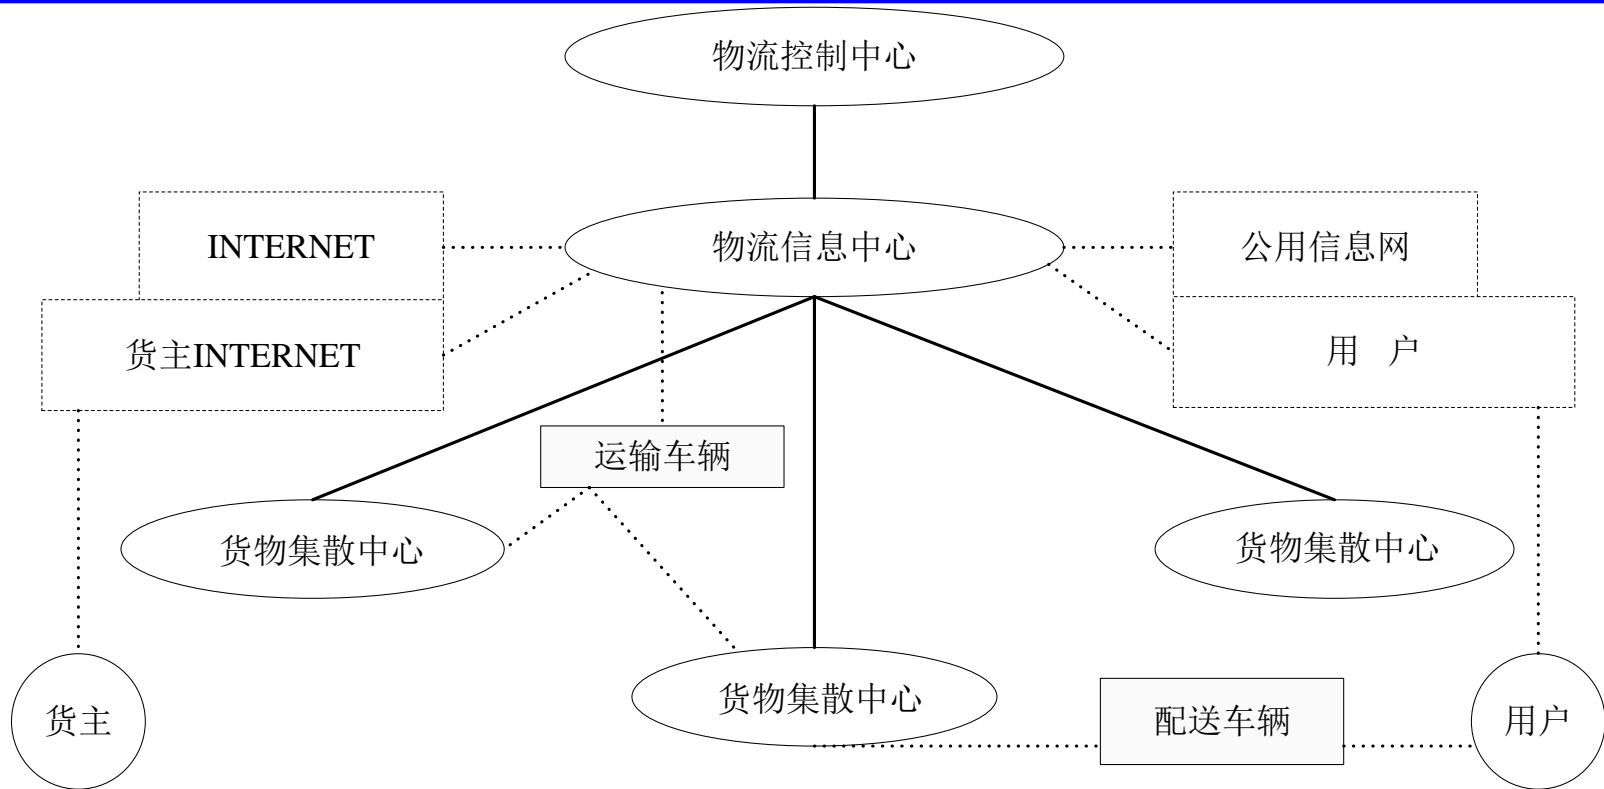 物流控制中心
INTERNET
物流信息中心
公用信息网
货主INTERNET
用 户
运输车辆
货物集散中心
货物集散中心
货物集散中心
货主
配送车辆
用户